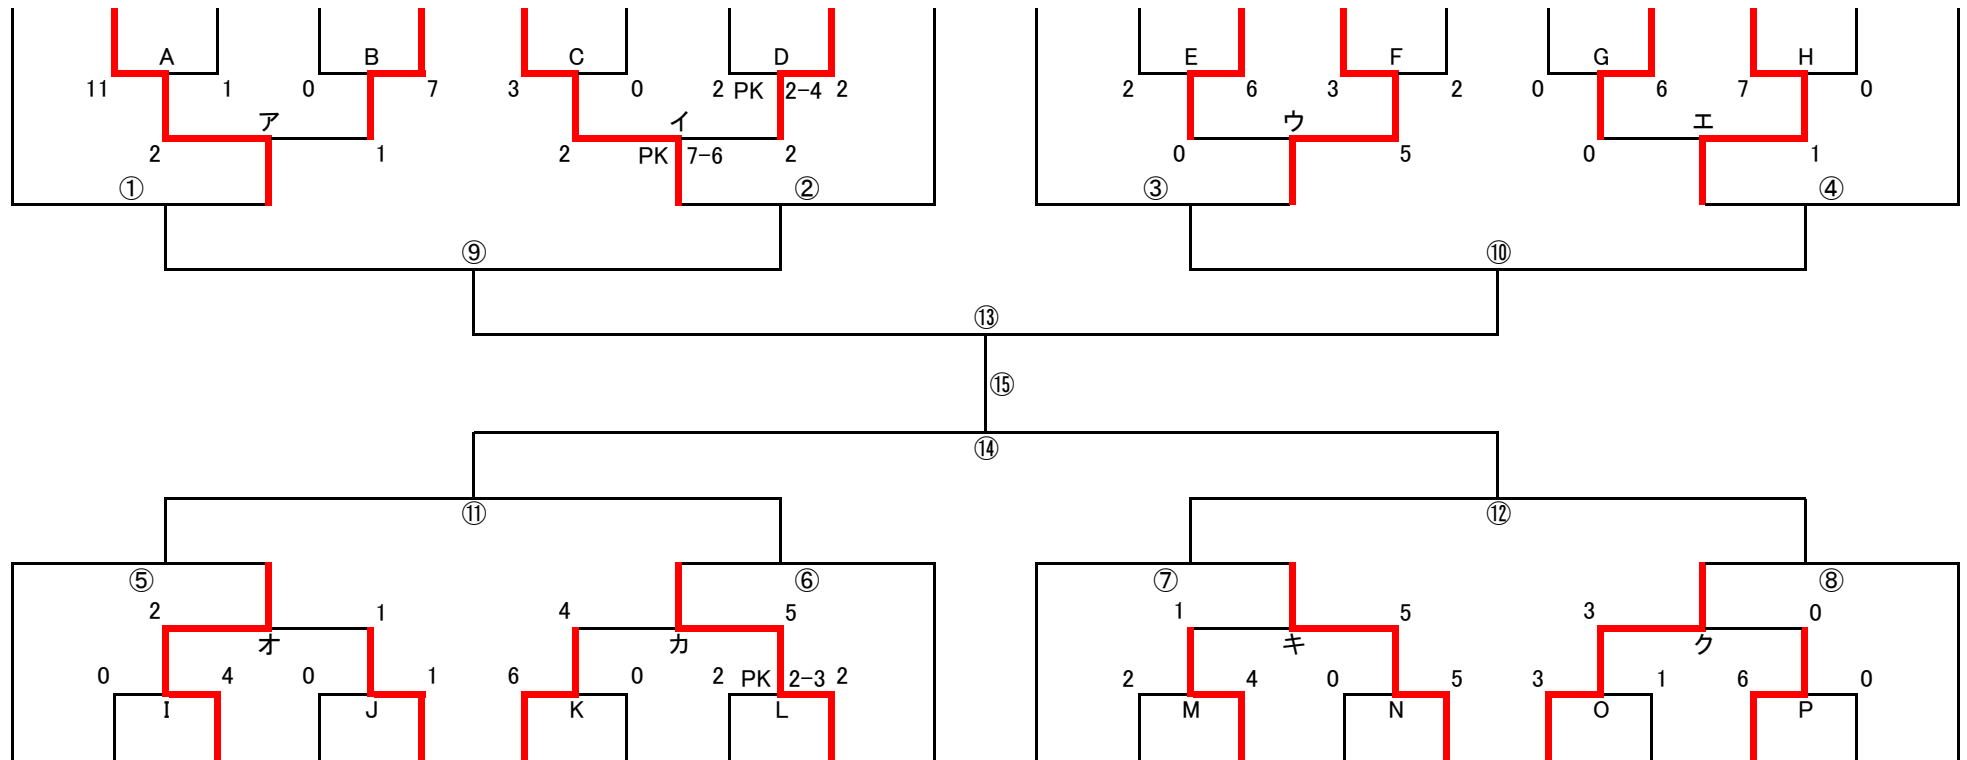 A B C D E F G H
11 1 0 7 3 0 2 PK 2-4 2 2 6 3 2 0 6 7 0
ア イ ウ エ
2 1 2 PK 7-6 2 0 5 0 1
① ② ③ ④
⑨ ⑩
⑬
⑮
⑭
⑪ ⑫
⑤ ⑥ ⑦ ⑧
2 1 4 5 1 5 3 0
オ カ キ ク
0 4 0 1 6 0 2 PK 2-3 2 2 4 0 5 3 1 6 0
I J K L M N O P